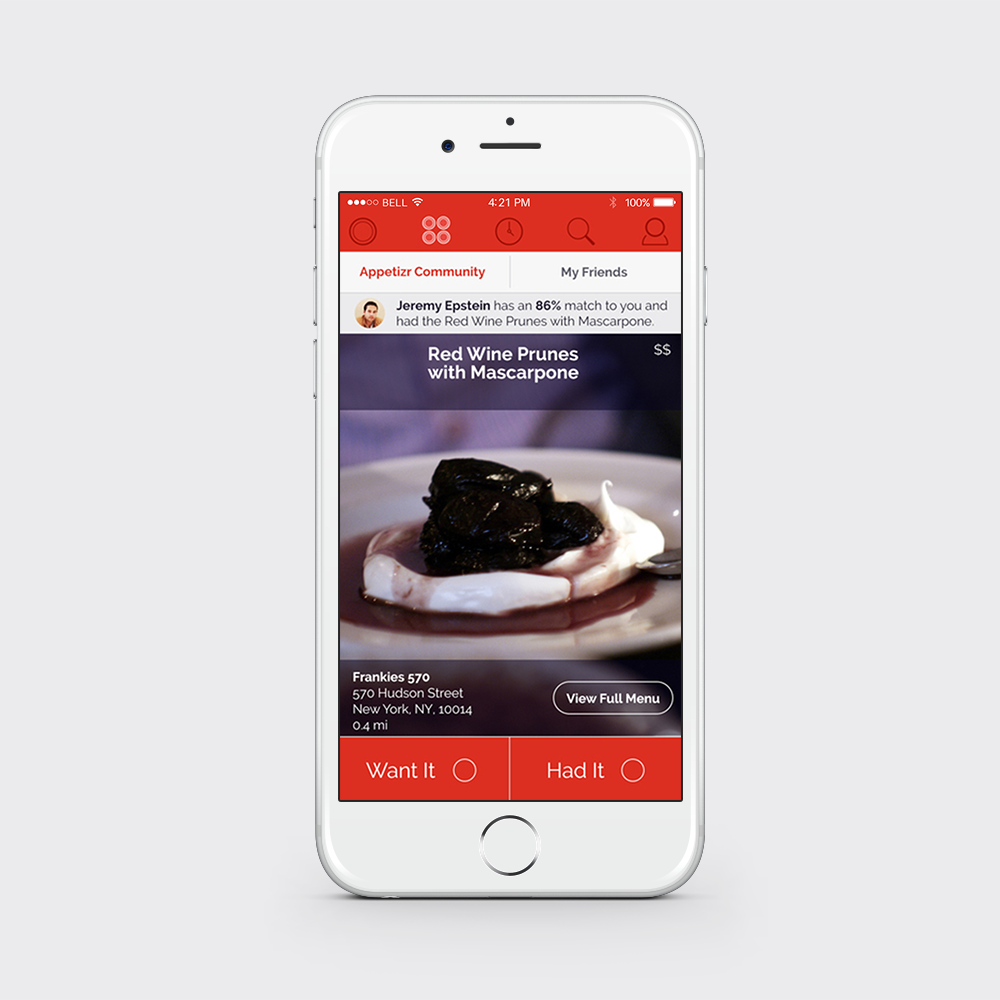 BELL
4:21 PM
100%
Appetizr Community
My Friends
Jeremy Epstein has an 86% match to you and
had the Red Wine Prunes with Mascarpone.
Red Wine Prunes
with Mascarpone
$$
Frankies 570
570 Hudson Street
New York, NY, 10014
0.4 mi
View Full Menu
Want It
Had It